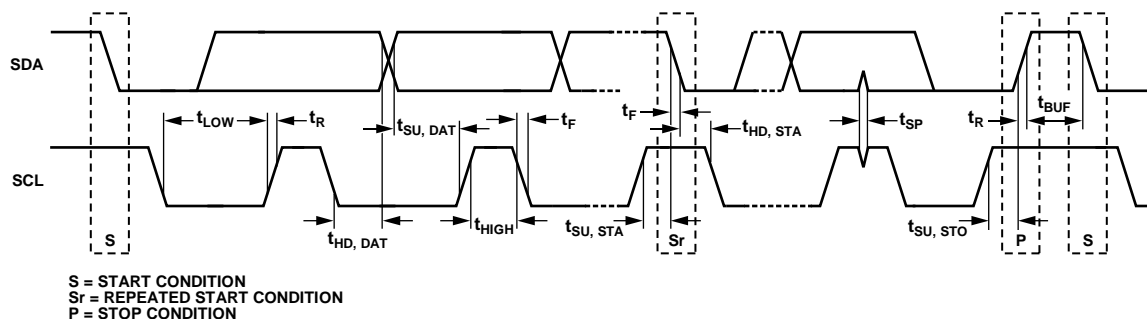 SDA
tLOW
tR
tSU, DAT
tF
tF
tHD, STA
tSP
tR
tBUF
SCL
S
tHD, DAT
tHIGH
tSU, STA
Sr
tSU, STO
P
S
S = START CONDITION
Sr = REPEATED START CONDITION
P = STOP CONDITION